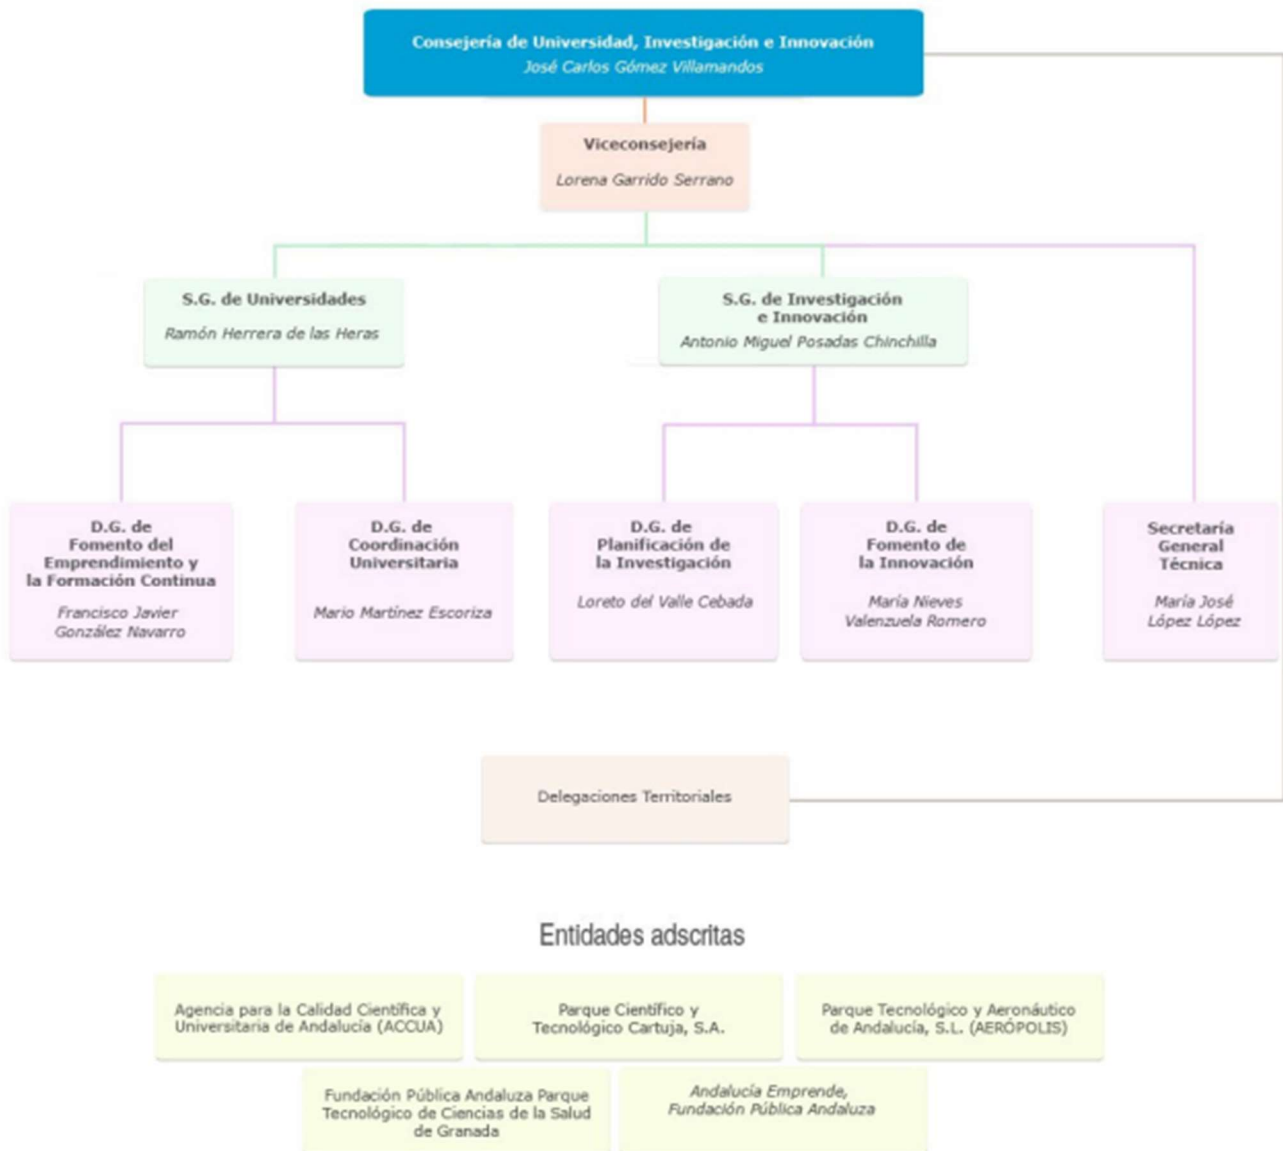 Consejería de Universidad, Investigación e Innovación
José Carlos Gómez Villamandos
Viceconsejería
Lorena Garrido Serrano
S.G. de Universidades
Ramón Herrera de las Heras
S.G. de Investigación
e Innovación
Antonio Miguel Posadas Chinchilla
D.G. de
Fomento del
Emprendimiento y
la Formación Continua
Francisco Javier
González Navarro
D.G. de
Coordinación
Universitaria
Mario Martínez Escoriza
D.G. de
Planificación de
la Investigación
Loreto del Valle Cebada
D.G. de
Fomento de
la Innovación
María Nieves
Valenzuela Romero
Secretaría
General
Técnica
María José
López López
Delegaciones Territoriales
Entidades adscritas
Agencia para la Calidad Científica y
Universitaria de Andalucía (ACCUA)
Parque Científico y
Tecnológico Cartuja, S.A.
Parque Tecnológico y Aeronáutico
de Andalucía, S.L. (AERÓPOLIS)
Fundación Pública Andaluza Parque
Tecnológico de Ciencias de la Salud
de Granada
Andalucía Emprende,
Fundación Pública Andaluza